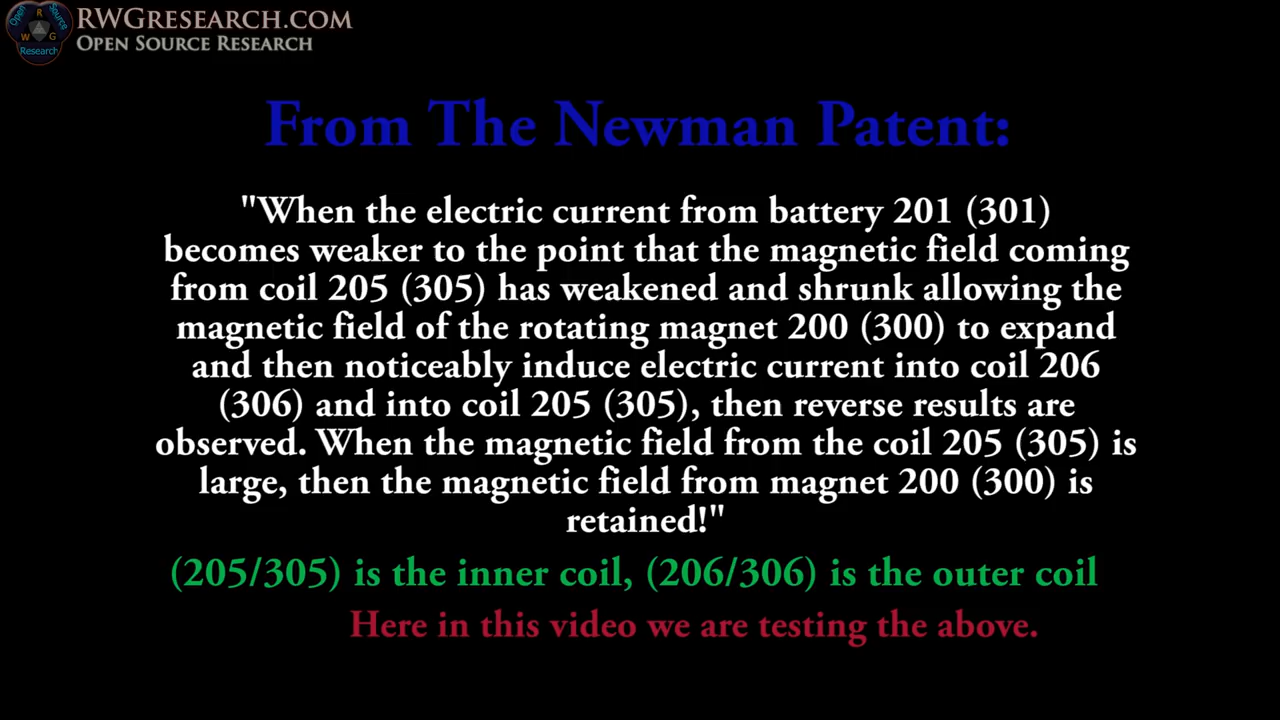 RWGresearch.com
Open Source Research
Open Source
R
W G
Research
From The Newman Patent:
"When the electric current from battery 201 (301)
becomes weaker to the point that the magnetic field coming
from coil 205 (305) has weakened and shrunk allowing the
magnetic field of the rotating magnet 200 (300) to expand
and then noticeably induce electric current into coil 206
(306) and into coil 205 (305), then reverse results are
observed. When the magnetic field from the coil 205 (305) is
large, then the magnetic field from magnet 200 (300) is
retained!"
(205/305) is the inner coil, (206/306) is the outer coil
Here in this video we are testing the above.